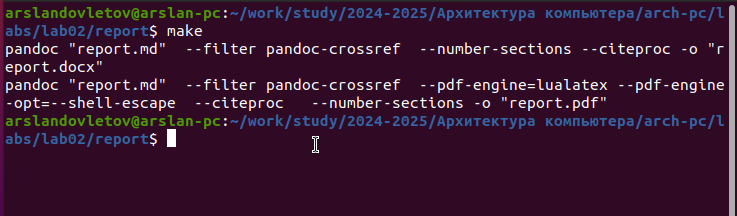 arslandovletov@arslan-pc:~/work/study/2024-2025/Архитектура компьютера/arch-pc/l
abs/lab02/report$ make
pandoc "report.md"  --filter pandoc-crossref  --number-sections --citeproc -o "r
eport.docx"
pandoc "report.md"  --filter pandoc-crossref  --pdf-engine=lualatex --pdf-engine
-opt=--shell-escape  --citeproc   --number-sections -o "report.pdf"
arslandovletov@arslan-pc:~/work/study/2024-2025/Архитектура компьютера/arch-pc/l
abs/lab02/report$